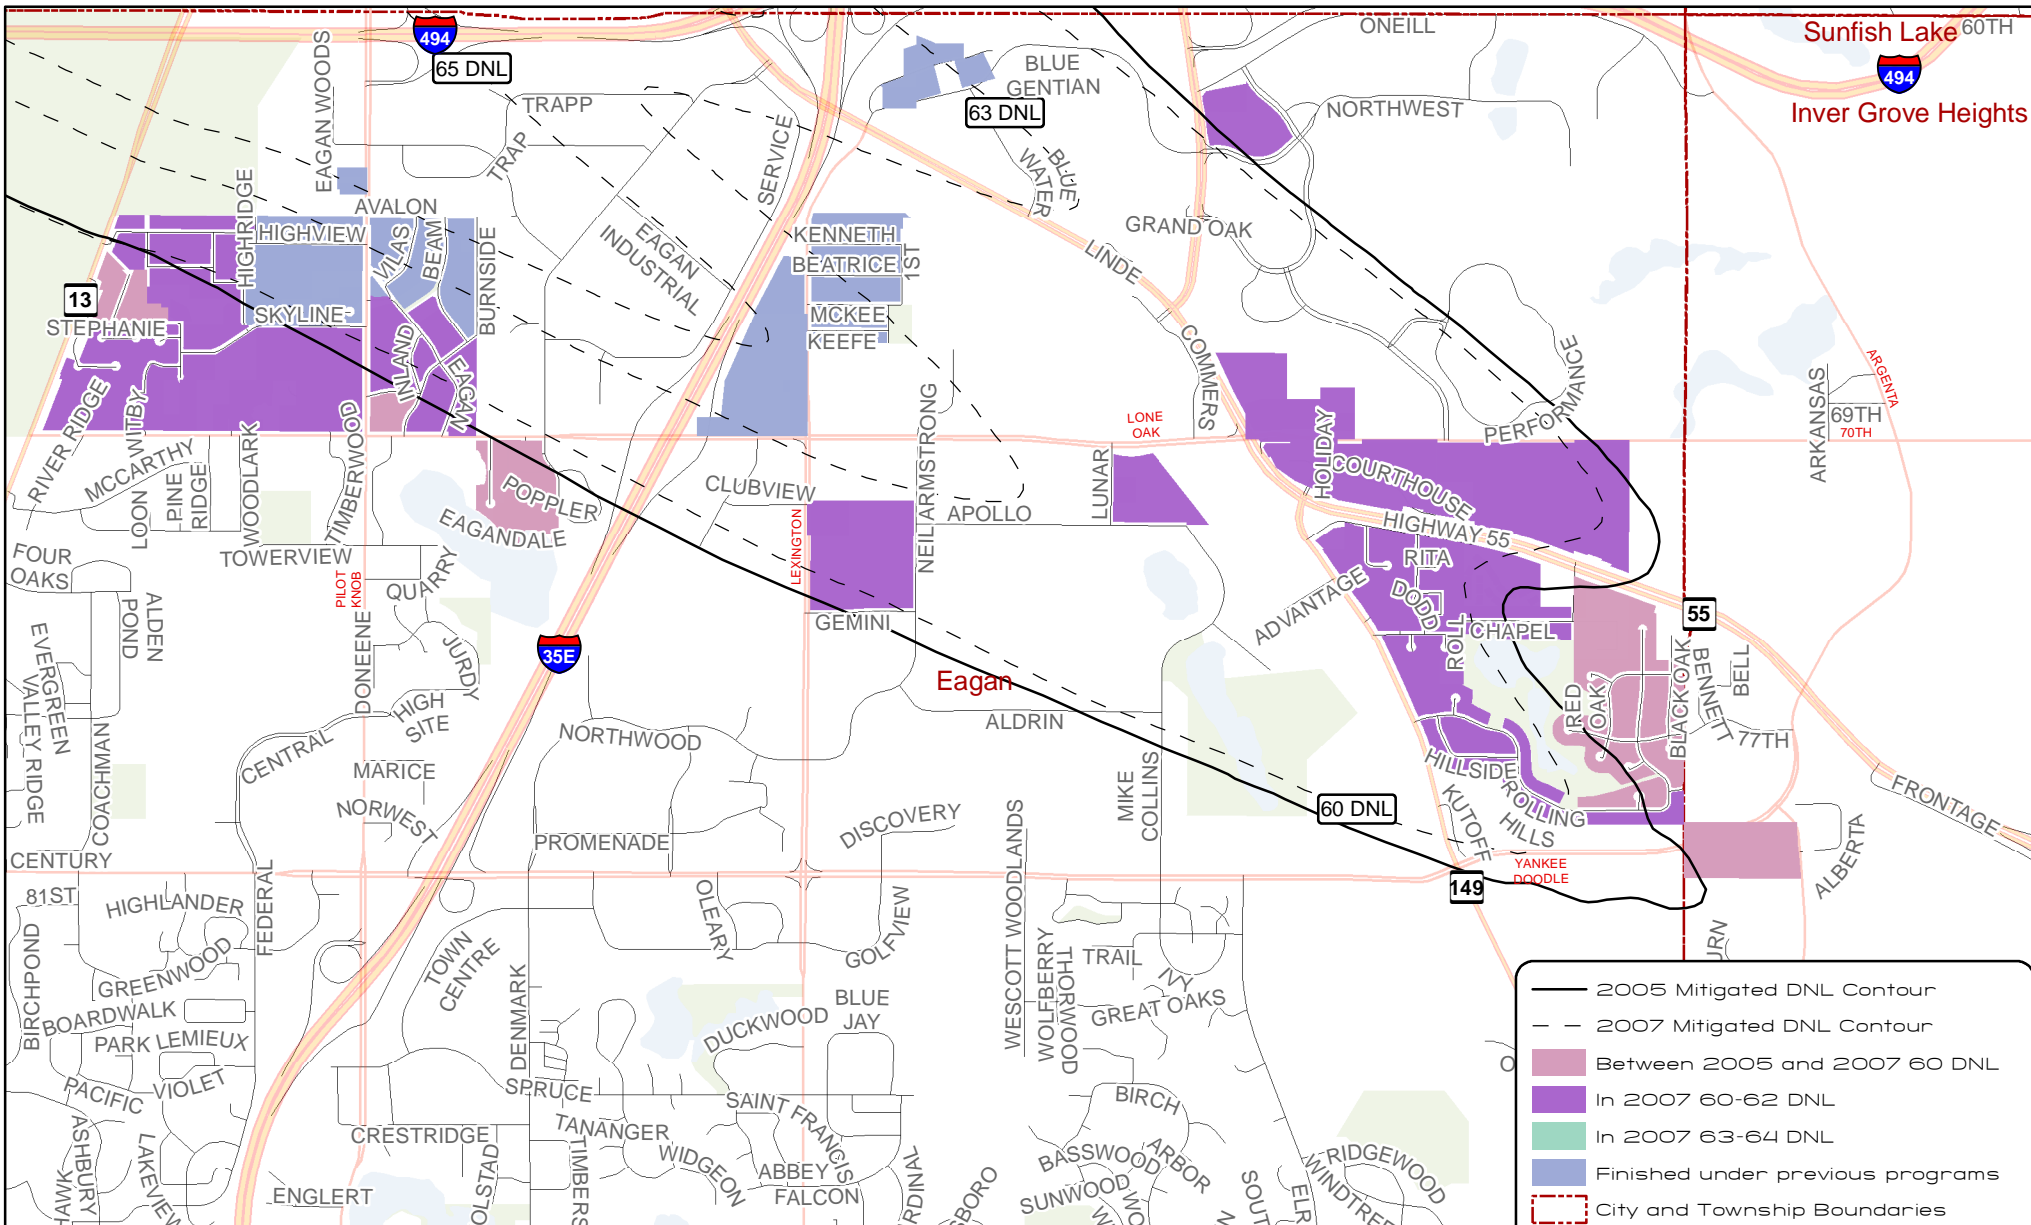 ONEILL
Sunfish Lake
60TH
494
65 DNL
EAGAN WOODS
TRAPP
BLUE
GENTIAN
494
63 DNL
NORTHWEST
Inver Grove Heights
TRAP
SERVICE
BLUE
WATER
HIGHRIDGE
AVALON
HIGHVIEW
VILAS
BEAM
BURNSIDE
EAGAN
INDUSTRIAL
KENNETH
BEATRICE
1ST
GRAND OAK
LINDE
13
STEPHANIE
SKYLINE
MCKEE
KEEFE
COMMERS
PERFORMANCE
INLAND
EAGAN
RIVER RIDGE
WITBY
LONE
OAK
ARKANSAS
ARGENTA
69TH
70TH
MCCARTHY
LOON
PINE
RIDGE
WOODLARK
TIMBERWOOD
POPPLER
EAGANDALE
CLUBVIEW
NEIL ARMSTRONG
APOLLO
LUNAR
HOLIDAY
COURTHOUSE
HIGHWAY 55
FOUR
OAKS
TOWERVIEW
PILOT
KNOB
QUARRY
LEXINGTON
GEMINI
ADVANTAGE
RITA
DODD
ROLL
CHAPEL
55
ALDEN
POND
EVERGREEN
VALLEY RIDGE
COACHMAN
DONEENE
JURDY
HIGH
SITE
35E
Eagan
ALDRIN
RED
OAK
BLACK OAK
BENNETT
BELL
77TH
CENTRAL
MARICE
NORWEST
NORTHWOOD
PROMENADE
DISCOVERY
MIKE
COLLINS
60 DNL
HILLSIDE
ROLLING
HILLS
KUTOFF
YANKEE
DOODLE
149
FRONTAGE
ALBERTA
CENTURY
81ST
HIGHLANDER
FEDERAL
GREENWOOD
BIRCHPOND
BOARDWALK
PARK
LEMIEUX
PACIFIC
VIOLET
TOWN
CENTRE
DENMARK
OLEARY
GOLFVIEW
WESCOTT WOODLANDS
WOLFBERRY
THORWOOD
TRAIL
IVY
GREAT OAKS
URN
BLUE
JAY
DUCKWOOD
SPRUCE
SAINT FRANCIS
BIRCH
ASHBURY
LAKEVIEW
HAWK
CRESTRIDGE
TANANGER
WIDGEON
ABBEY
FALCON
ENGLERT
OLSTAD
TIMBERS
RDINAL
SBORO
BASSWOOD
SUNWOOD
ARBOR
SOUT
ELR
WINDTREE
RIDGEWOOD
2005 Mitigated DNL Contour
2007 Mitigated DNL Contour
Between 2005 and 2007 60 DNL
In 2007 60-62 DNL
In 2007 63-64 DNL
Finished under previous programs
City and Township Boundaries